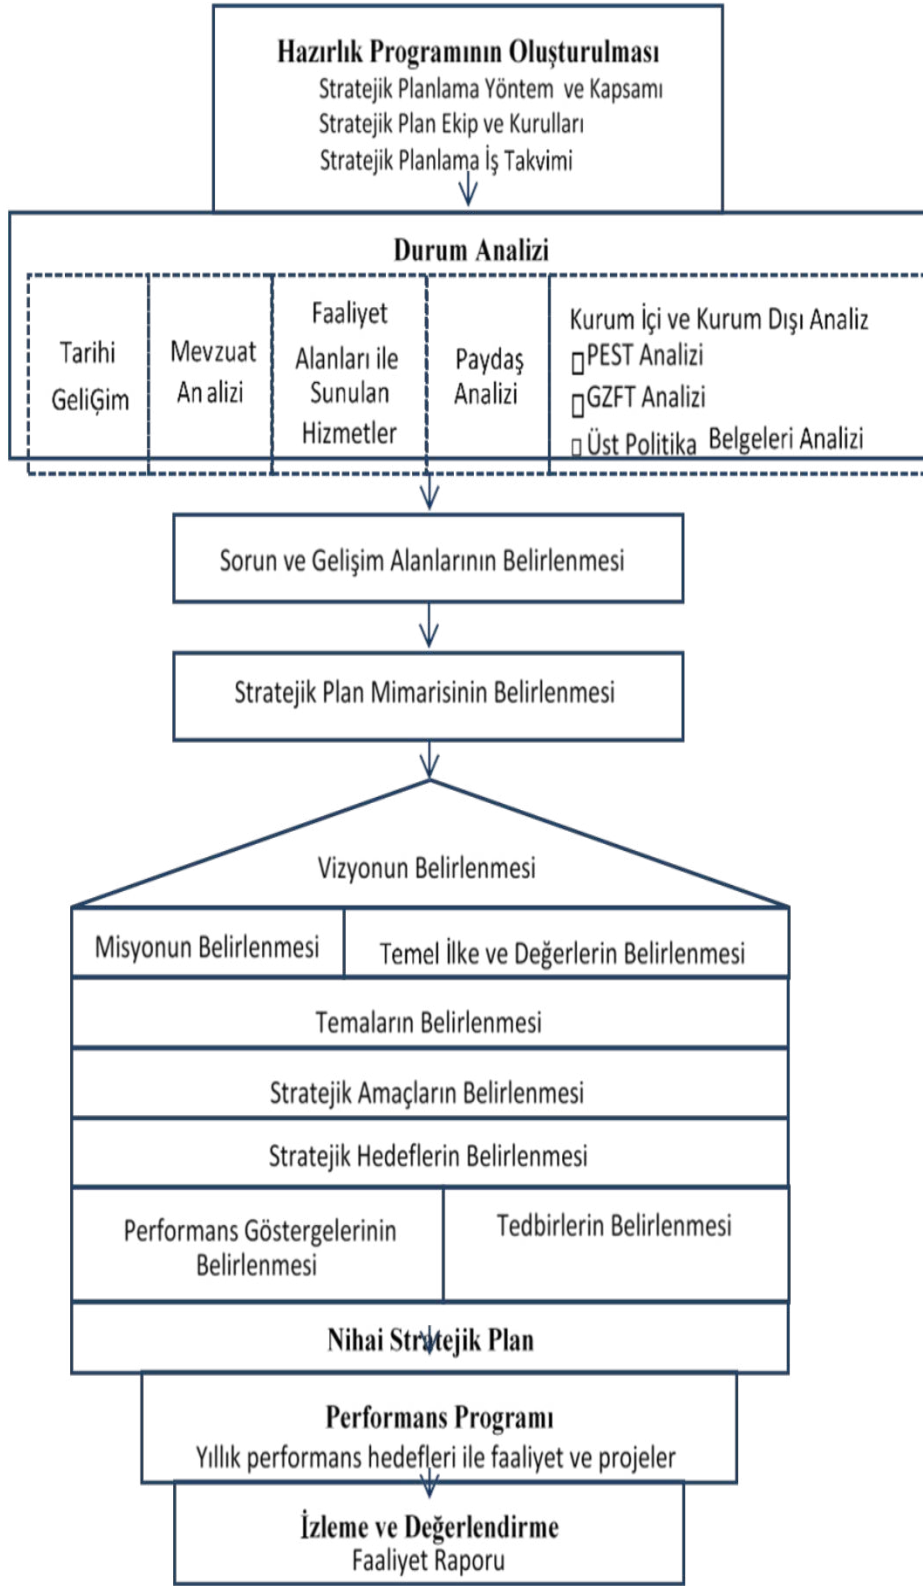 Hazırlık Programının Oluşturulması
Stratejik Planlama Yöntem ve Kapsamı
Stratejik Plan Ekip ve Kurulları
Stratejik Planlama İş Takvimi
Durum Analizi
Tarihi
GeliĢim
Mevzuat
Analizi
Faaliyet
Alanları ile
Sunulan
Hizmetler
Paydaş
Analizi
Kurum İçi ve Kurum Dışı Analiz
PEST Analizi
GZFT Analizi
Üst Politika Belgeleri Analizi
Sorun ve Gelişim Alanlarının Belirlenmesi
Stratejik Plan Mimarisinin Belirlenmesi
Vizyonun Belirlenmesi
Misyonun Belirlenmesi
Temel İlke ve Değerlerin Belirlenmesi
Temaların Belirlenmesi
Stratejik Amaçların Belirlenmesi
Stratejik Hedeflerin Belirlenmesi
Performans Göstergelerinin
Belirlenmesi
Tedbirlerin Belirlenmesi
Nihai Stratejik Plan
Performans Programı
Yıllık performans hedefleri ile faaliyet ve projeler
İzleme ve Değerlendirme
Faaliyet Raporu